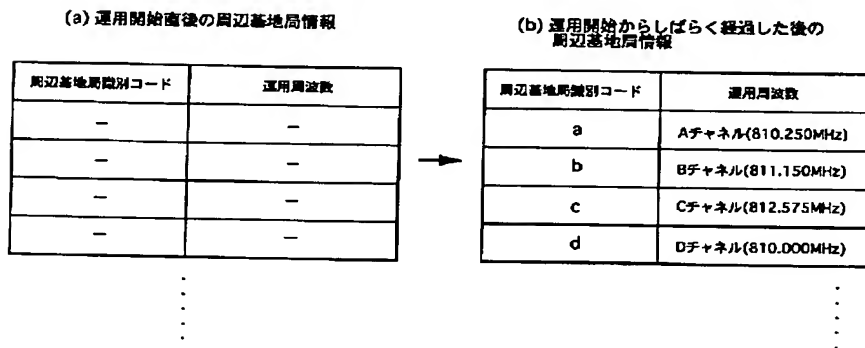 (a) 運用開始直後の周辺基地局情報
周辺基地局識別コード 運用周波数
— —
— —
— —
— —
(b) 運用開始からしばらく経過した後の
周辺基地局情報
周辺基地局識別コード 運用周波数
a Aチャネル(810.250MHz)
b Bチャネル(811.150MHz)
c Cチャネル(812.575MHz)
d Dチャネル(810.000MHz)